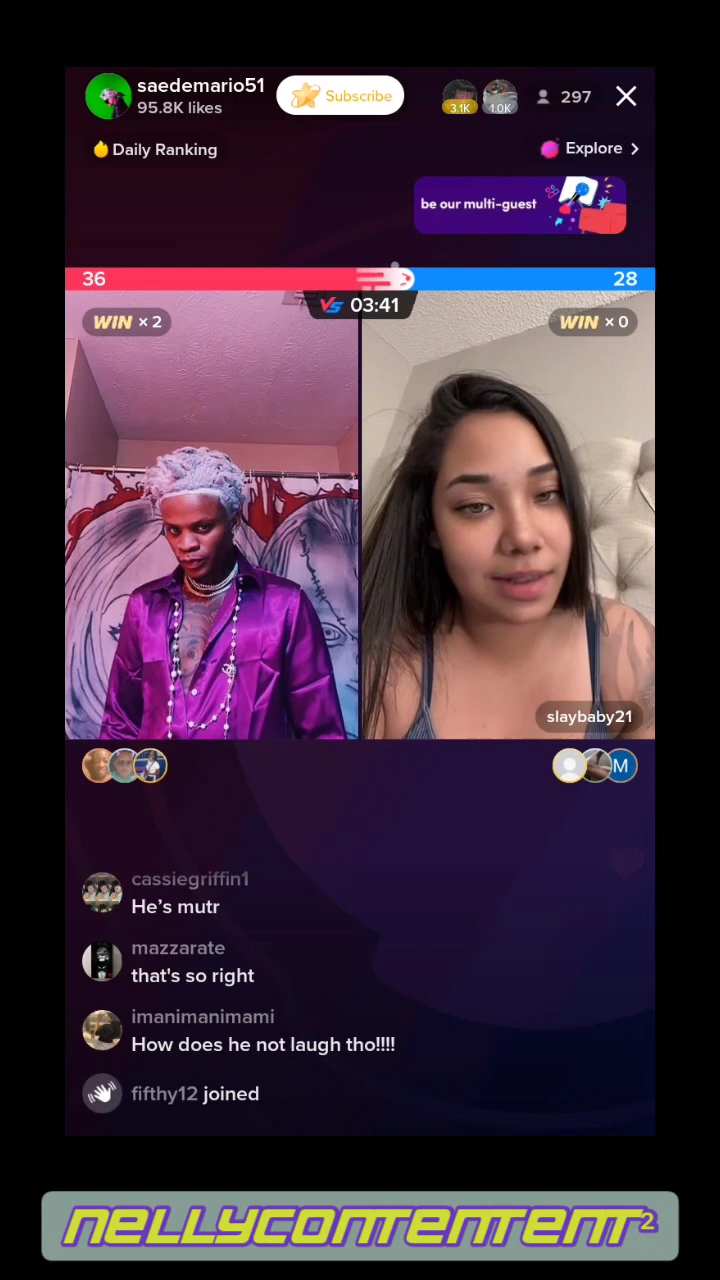 saedemario51
95.8K likes
Subscribe
3.1K
1.0K
297
Daily Ranking
Explore
be our multi-guest
36
28
VS 03:41
WIN × 2
WIN × 0
slaybaby21
M
cassiegriffin1
He's mutr
mazzarate
that's so right
imanimanimami
How does he not laugh tho!!!!
fifthy12 joined
NELLYCONTENTENT²